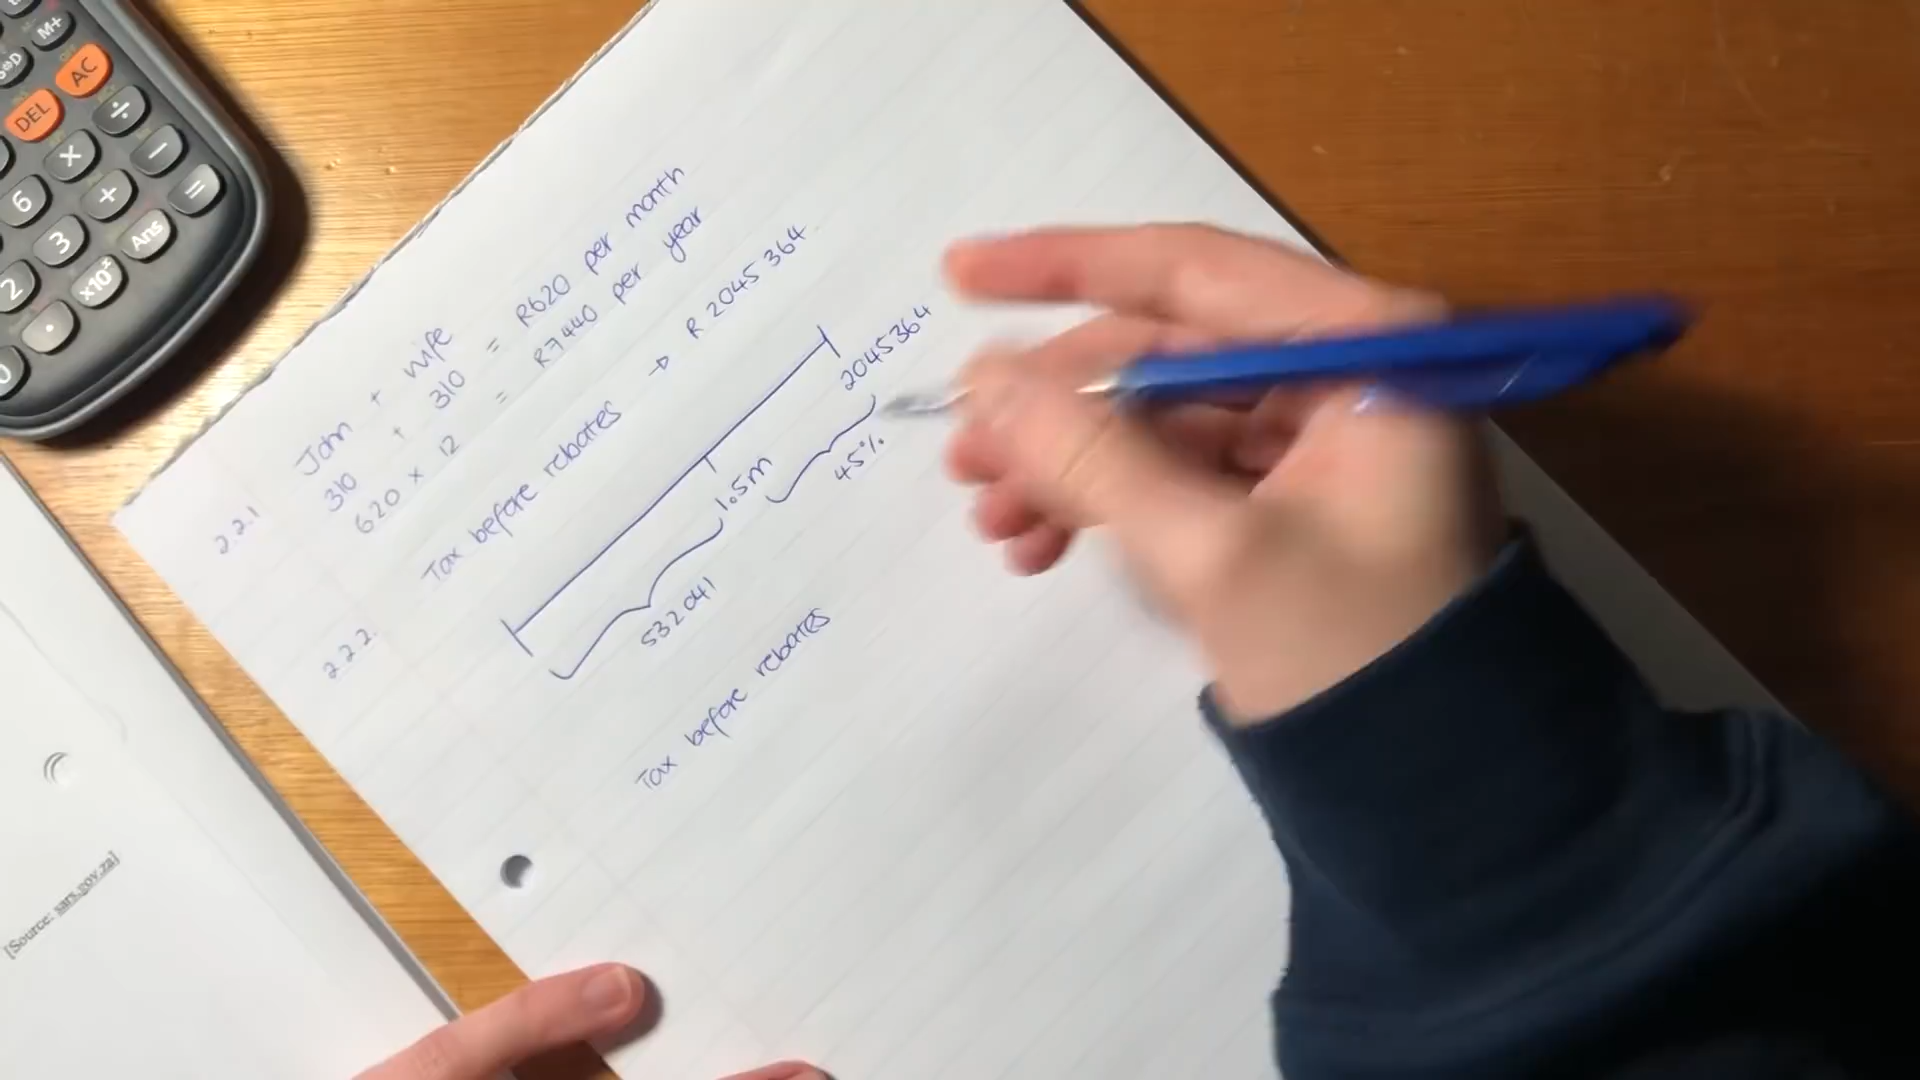 M+
S⇔D
DEL
AC
×
÷
6
+
−
3
Ans
=
2
×10ˣ
·
0
2.2.1 John + wife
310 + 310 = R620 per month
620 × 12 = R7440 per year
2.2.2. Tax before rebates → R 2045 364
1.5m
2045364
532041
45%
Tax before rebates
[Source: sars.gov.za]